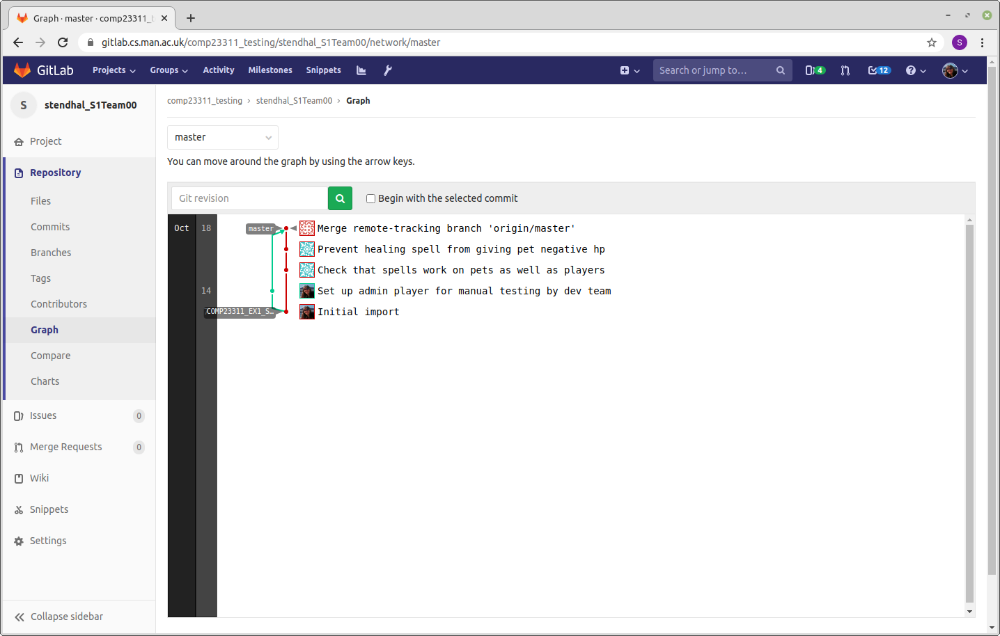 Graph · master · comp23311_t
gitlab.cs.man.ac.uk/comp23311_testing/stendhal_S1Team00/network/master
S
GitLab Projects Groups Activity Milestones Snippets Search or jump to... 4 12
S stendhal_S1Team00
Project
Repository
Files
Commits
Branches
Tags
Contributors
Graph
Compare
Charts
Issues 0
Merge Requests 0
Wiki
Snippets
Settings
Collapse sidebar
comp23311_testing › stendhal_S1Team00 › Graph
master
You can move around the graph by using the arrow keys.
Git revision Begin with the selected commit
Oct 18 master Merge remote-tracking branch 'origin/master'
Prevent healing spell from giving pet negative hp
Check that spells work on pets as well as players
14 Set up admin player for manual testing by dev team
COMP23311_EX1_S… Initial import